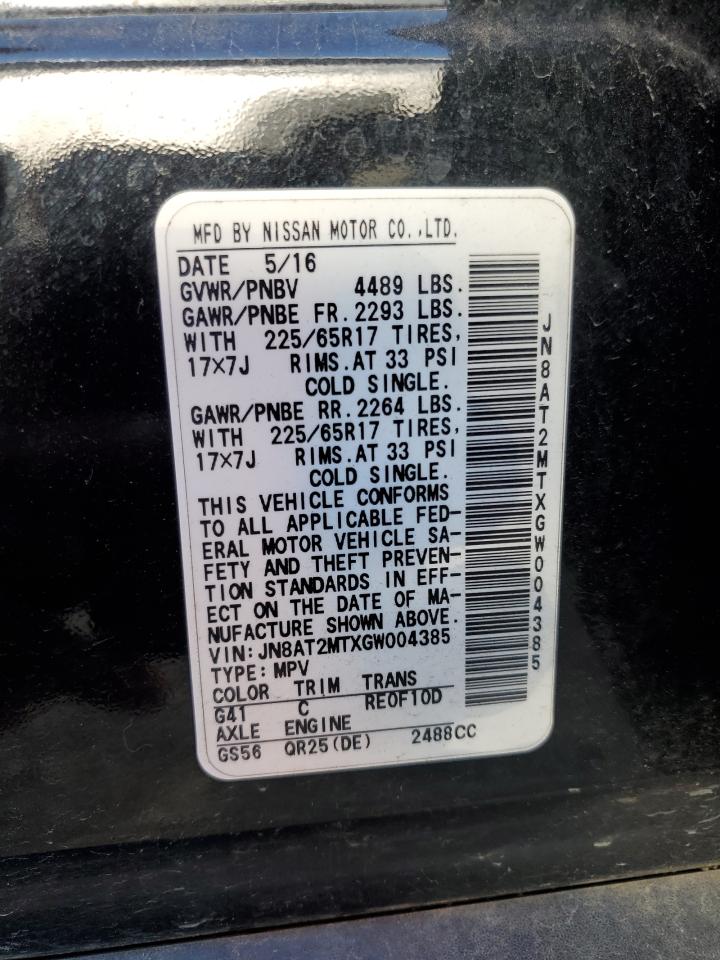 MFD BY NISSAN MOTOR CO.,LTD.
DATE 5/16
GVWR/PNBV 4489 LBS.
GAWR/PNBE FR.2293 LBS.
WITH 225/65R17 TIRES,
17×7J RIMS.AT 33 PSI
COLD SINGLE.
GAWR/PNBE RR.2264 LBS.
WITH 225/65R17 TIRES,
17×7J RIMS.AT 33 PSI
COLD SINGLE.
THIS VEHICLE CONFORMS
TO ALL APPLICABLE FED-
ERAL MOTOR VEHICLE SA-
FETY AND THEFT PREVEN-
TION STANDARDS IN EFF-
ECT ON THE DATE OF MA-
NUFACTURE SHOWN ABOVE.
VIN:JN8AT2MTXGW004385
TYPE:MPV
COLOR TRIM TRANS
G41 C RE0F10D
AXLE ENGINE
GS56 QR25(DE) 2488CC
JN8AT2MTXGW004385